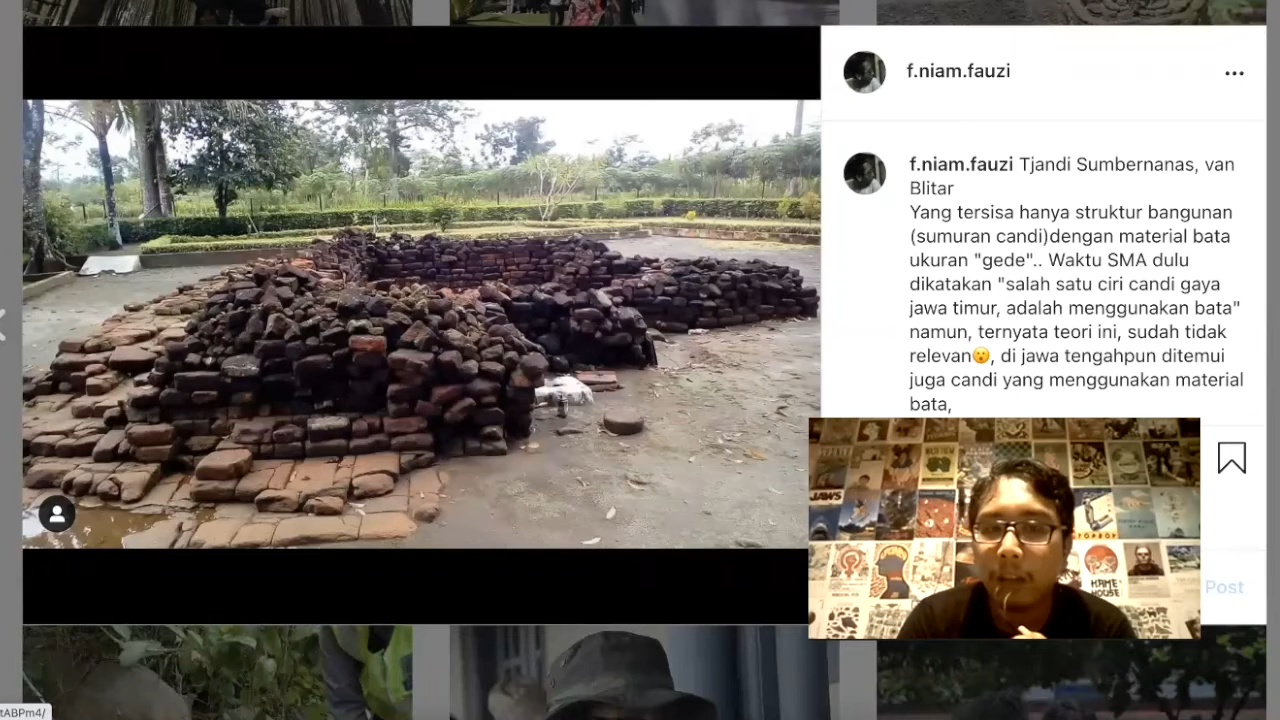 f.niam.fauzi
f.niam.fauzi Tjandi Sumbernanas, van
Blitar
Yang tersisa hanya struktur bangunan
(sumuran candi)dengan material bata
ukuran "gede".. Waktu SMA dulu
dikatakan "salah satu ciri candi gaya
jawa timur, adalah menggunakan bata"
namun, ternyata teori ini, sudah tidak
relevan😮, di jawa tengahpun ditemui
juga candi yang menggunakan material
bata,
JAWS
HOUSE
Post
tABPm4/